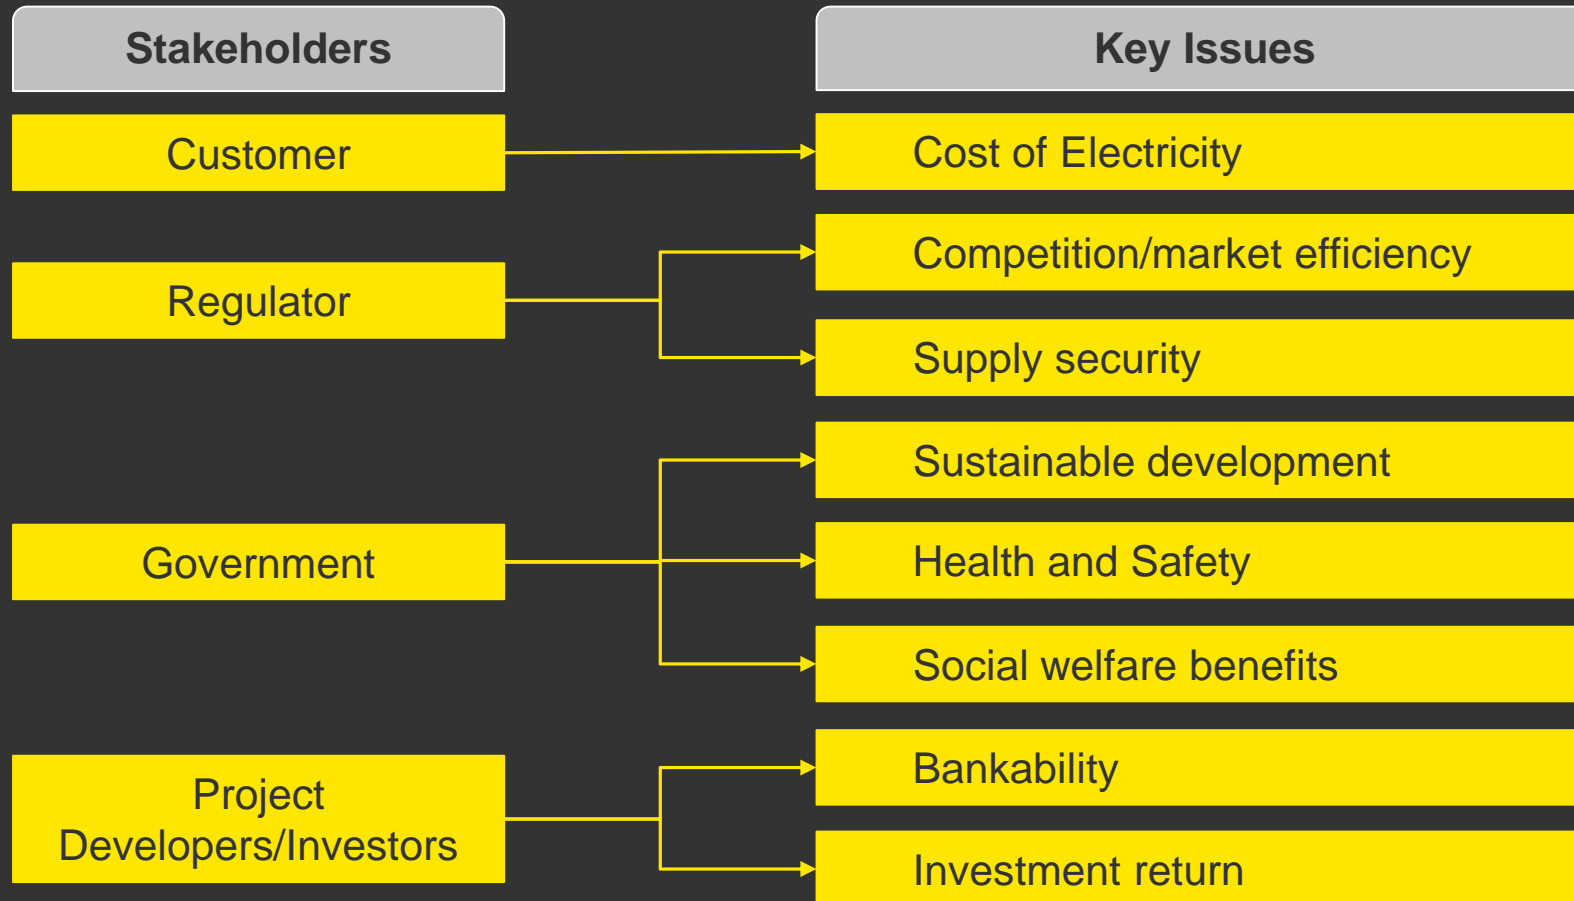 Stakeholders
Key Issues
Customer
Cost of Electricity
Regulator
Competition/market efficiency
Supply security
Government
Sustainable development
Health and Safety
Social welfare benefits
Project
Developers/Investors
Bankability
Investment return